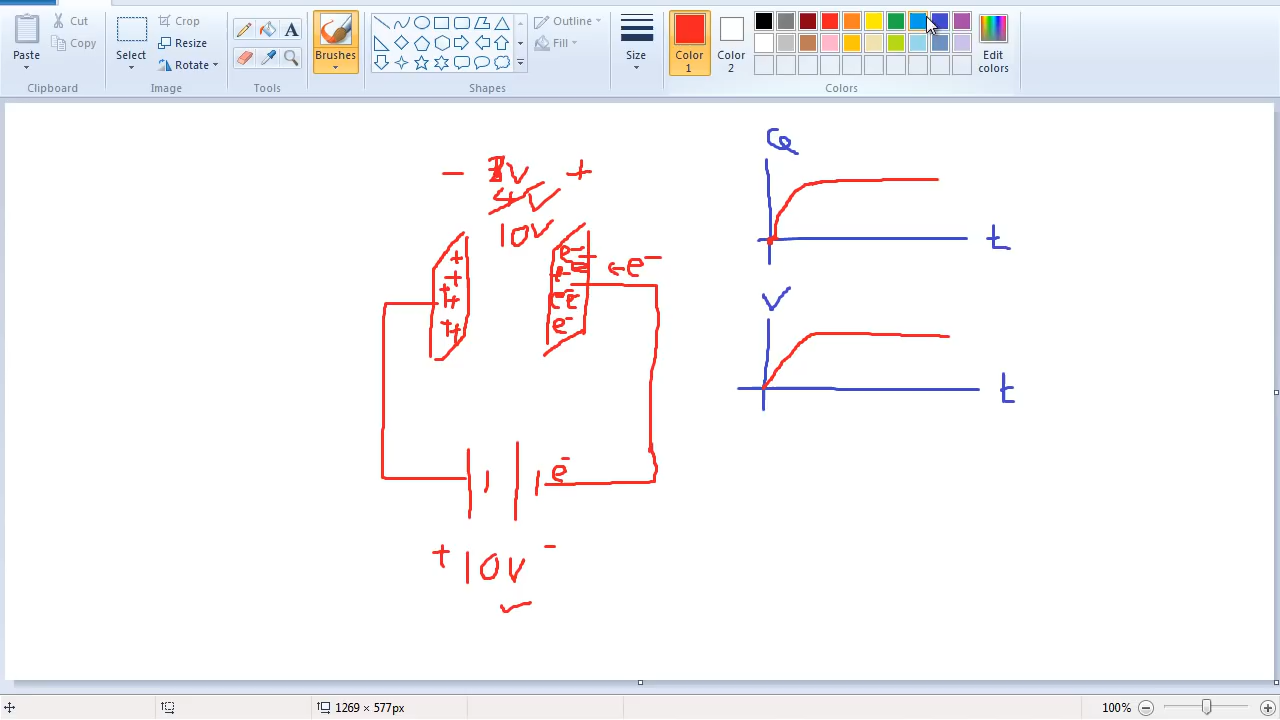 Cut
Crop
Paste
Copy
Select
Resize
Rotate
Brushes
Outline
Fill
Size
Color
1
Color
2
Edit
colors
Clipboard
Image
Tools
Shapes
Colors
Q
t
V
t
-
V +
4V
10V
+
+
++
++
e-
e-
e-
← e-
e-
+ 10V -
1269 × 577px
100%